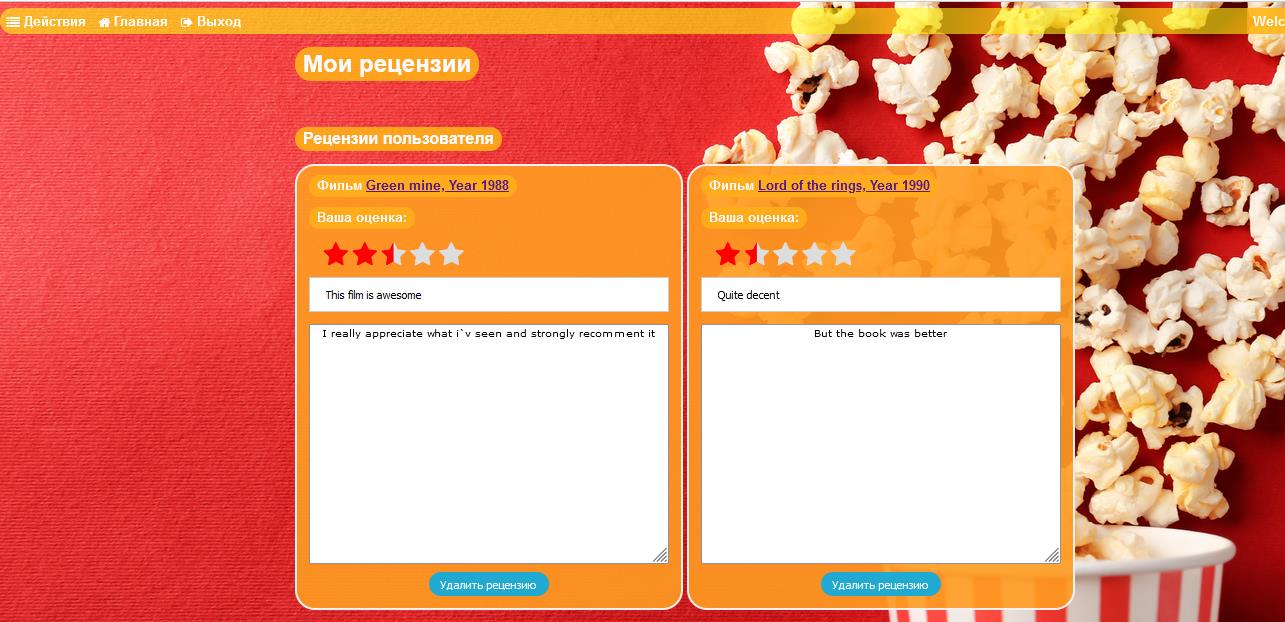 Действия Главная Выход Welc
Мои рецензии
Рецензии пользователя
Фильм Green mine, Year 1988
Ваша оценка:
This film is awesome
I really appreciate what i`v seen and strongly recomment it
Удалить рецензию
Фильм Lord of the rings, Year 1990
Ваша оценка:
Quite decent
But the book was better
Удалить рецензию